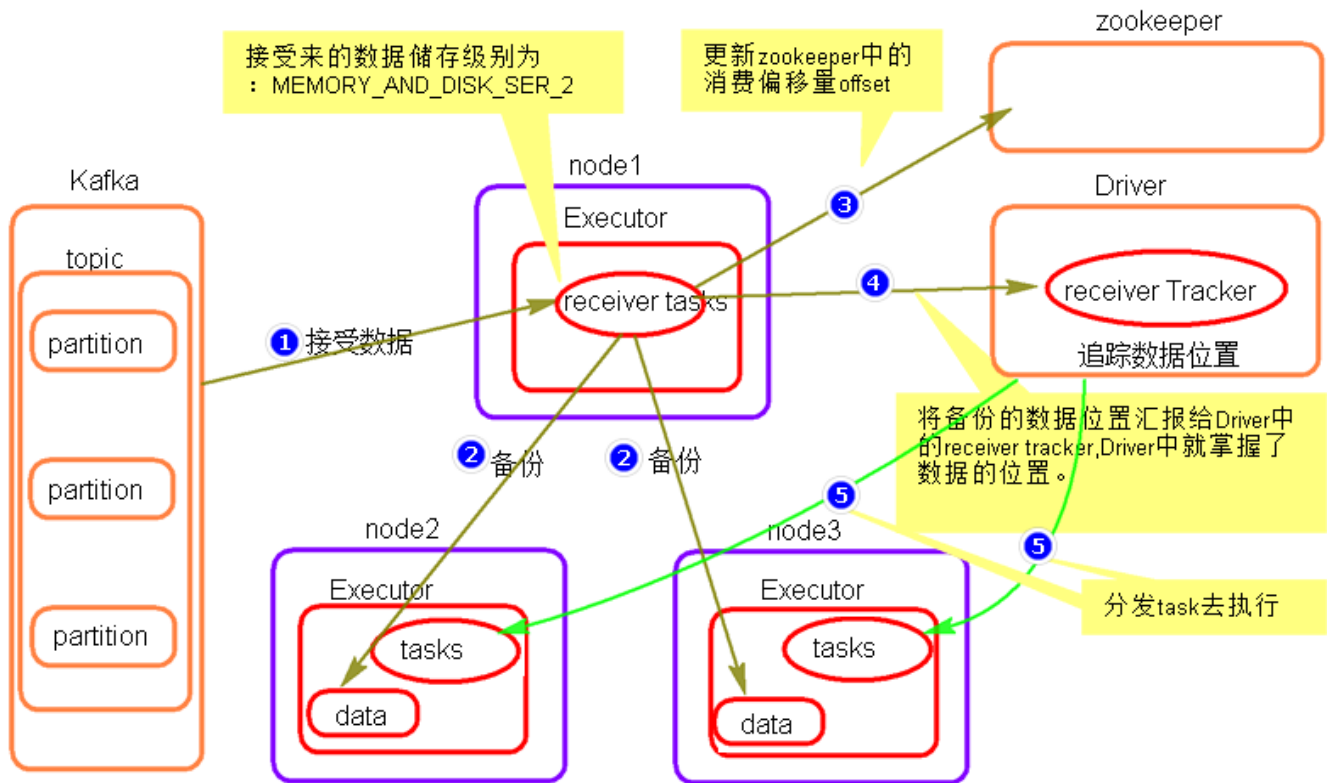 zookeeper
接受来的数据储存级别为
：MEMORY_AND_DISK_SER_2
更新zookeeper中的
消费偏移量offset
node1
Kafka
Driver
Executor
3
topic
receiver tasks
4
receiver Tracker
partition
1 接受数据
追踪数据位置
将备份的数据位置汇报给Driver中
的receiver tracker,Driver中就掌握了
数据的位置。
2 备份
2 备份
partition
5
node2
node3
5
Executor
Executor
分发task去执行
partition
tasks
tasks
data
data